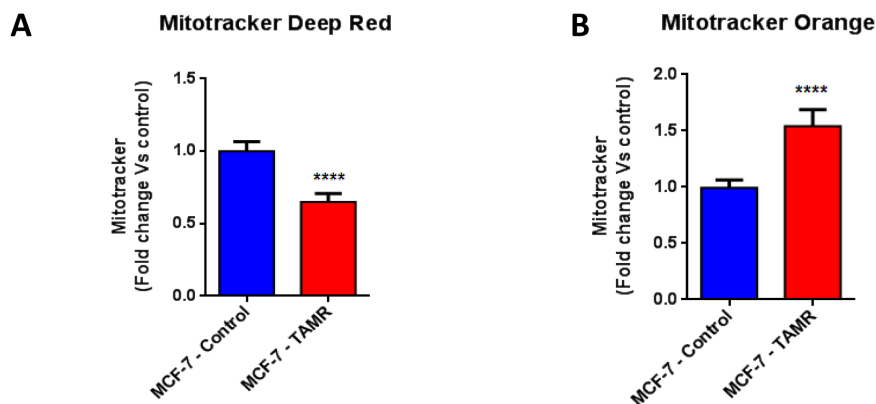 A
Mitotracker Deep Red
Mitotracker
(Fold change Vs control)
1.5
1.0
0.5
0.0
****
MCF-7 - Control
MCF-7 - TAMR
B
Mitotracker Orange
Mitotracker
(Fold change Vs control)
2.0
1.5
1.0
0.5
0.0
****
MCF-7 - Control
MCF-7 - TAMR